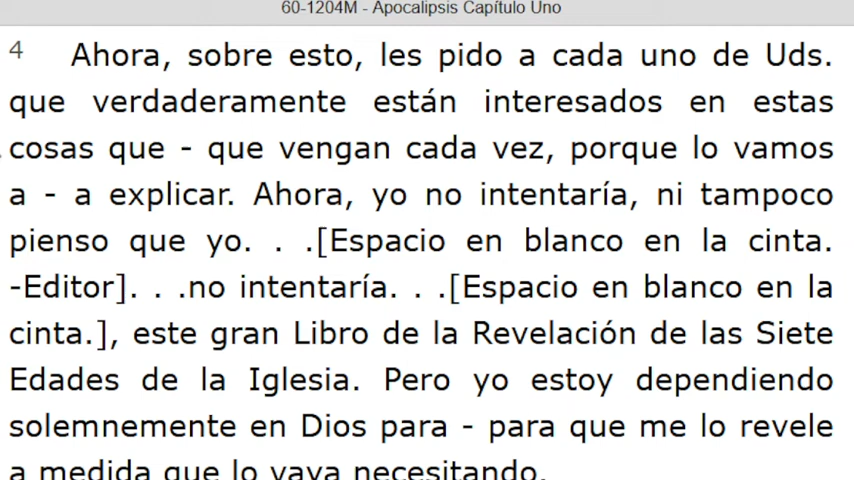 60-1204M - Apocalipsis Capítulo Uno
4 Ahora, sobre esto, les pido a cada uno de Uds.
que verdaderamente están interesados en estas
cosas que - que vengan cada vez, porque lo vamos
a - a explicar. Ahora, yo no intentaría, ni tampoco
pienso que yo. . .[Espacio en blanco en la cinta.
-Editor]. . .no intentaría. . .[Espacio en blanco en la
cinta.], este gran Libro de la Revelación de las Siete
Edades de la Iglesia. Pero yo estoy dependiendo
solemnemente en Dios para - para que me lo revele
a medida que lo vaya necesitando.